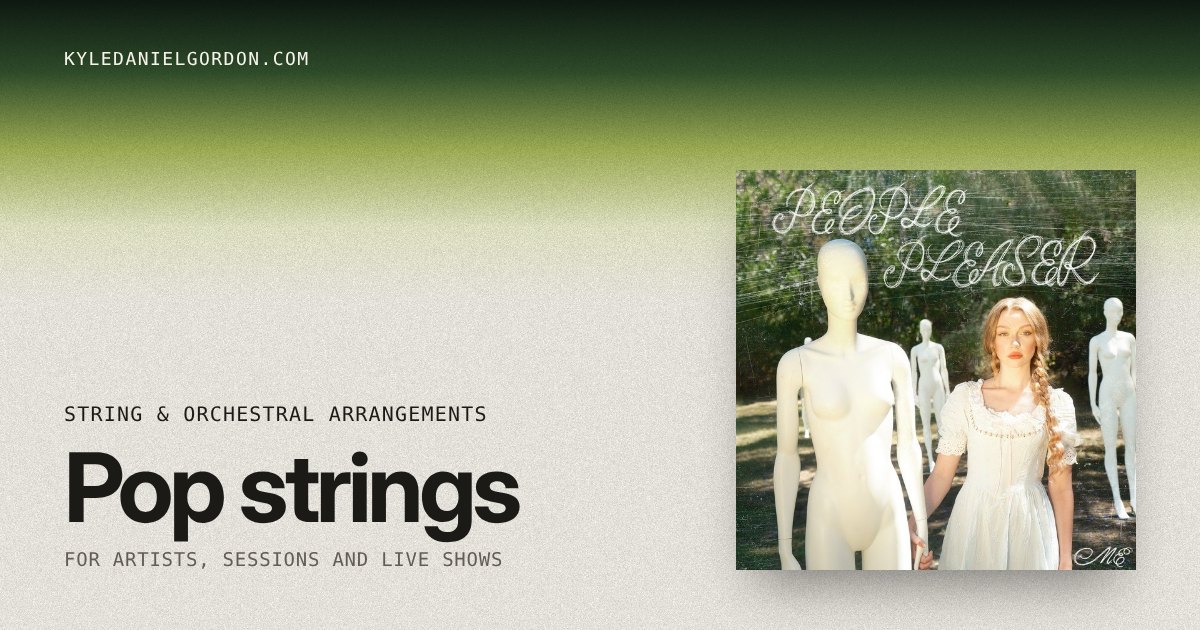 KYLEDANIELGORDON.COM
PEOPLE
PLEASER
STRING & ORCHESTRAL ARRANGEMENTS
Pop strings
FOR ARTISTS, SESSIONS AND LIVE SHOWS